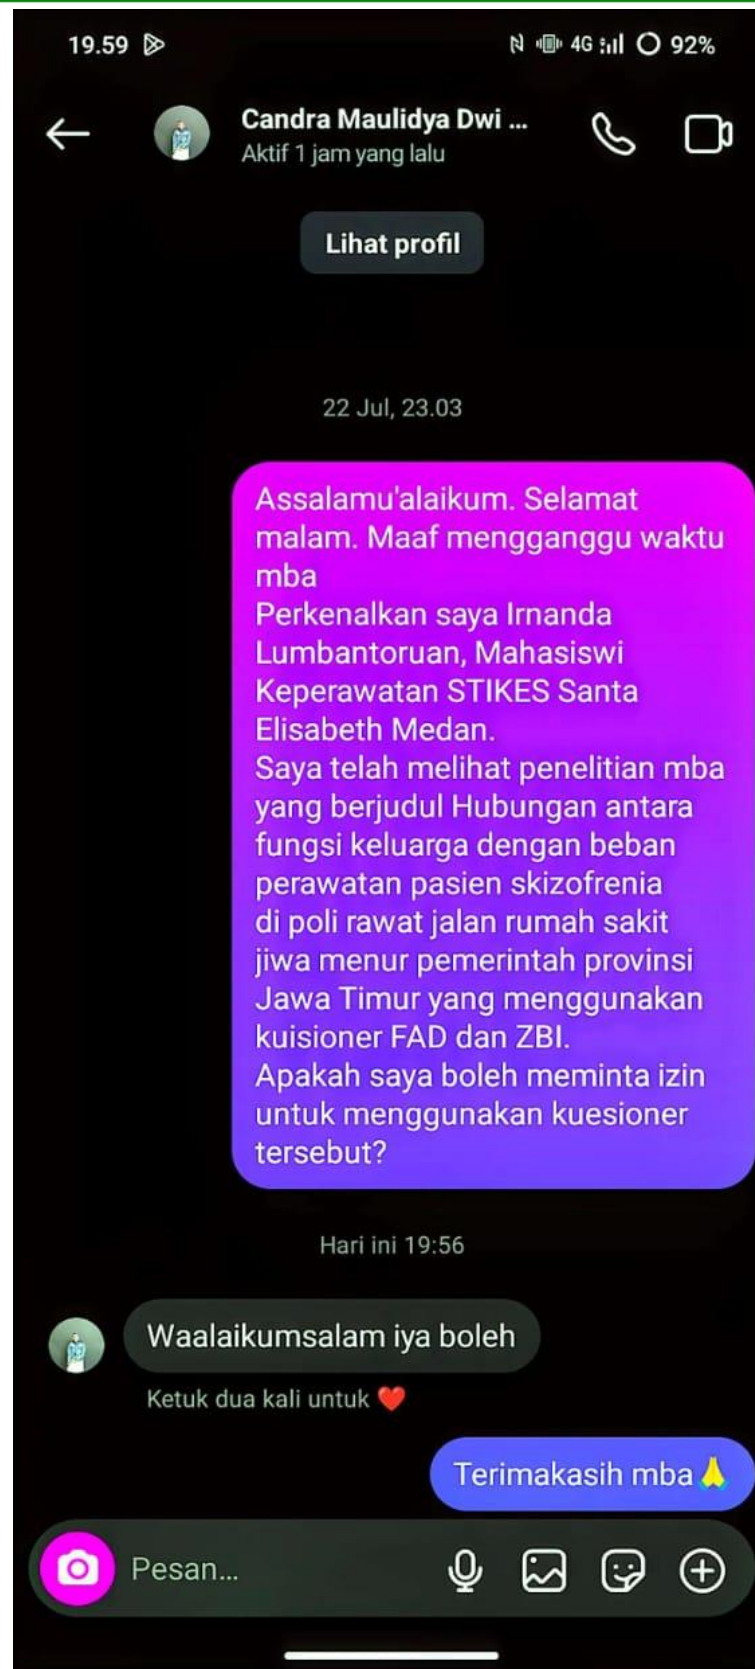 19.59 4G 92%
Candra Maulidya Dwi ...
Aktif 1 jam yang lalu
Lihat profil
22 Jul, 23.03
Assalamu'alaikum. Selamat
malam. Maaf mengganggu waktu
mba
Perkenalkan saya Irnanda
Lumbantoruan, Mahasiswi
Keperawatan STIKES Santa
Elisabeth Medan.
Saya telah melihat penelitian mba
yang berjudul Hubungan antara
fungsi keluarga dengan beban
perawatan pasien skizofrenia
di poli rawat jalan rumah sakit
jiwa menur pemerintah provinsi
Jawa Timur yang menggunakan
kuisioner FAD dan ZBI.
Apakah saya boleh meminta izin
untuk menggunakan kuesioner
tersebut?
Hari ini 19:56
Waalaikumsalam iya boleh
Ketuk dua kali untuk ❤️
Terimakasih mba🙏
Pesan...